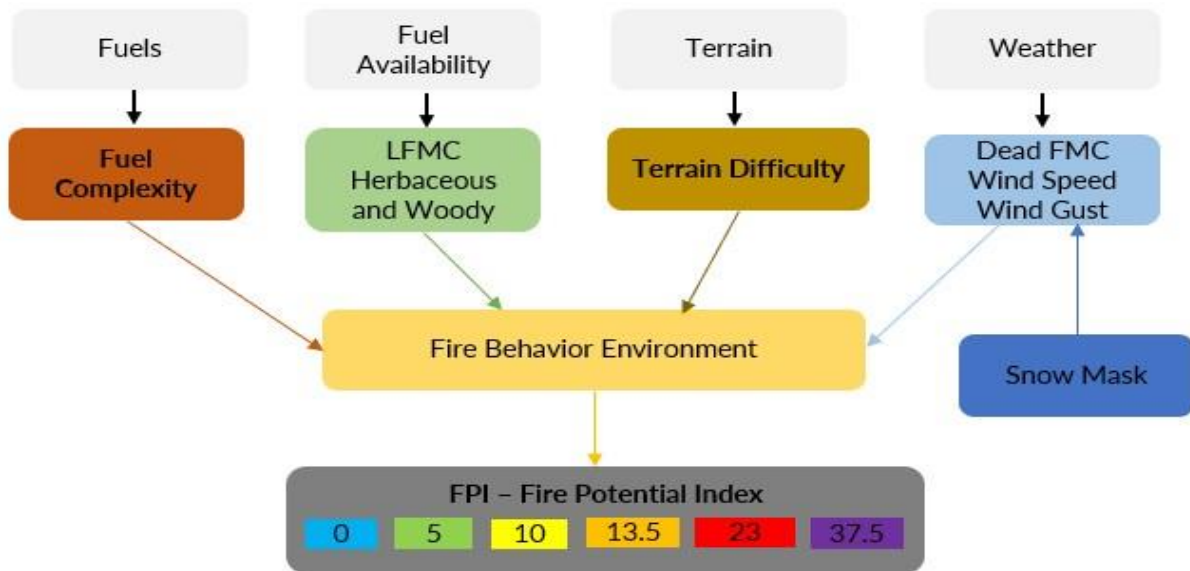 Fuels
Fuel
Availability
Terrain
Weather
Fuel
Complexity
LFMC
Herbaceous
and Woody
Terrain Difficulty
Dead FMC
Wind Speed
Wind Gust
Fire Behavior Environment
Snow Mask
FPI – Fire Potential Index
0 5 10 13.5 23 37.5